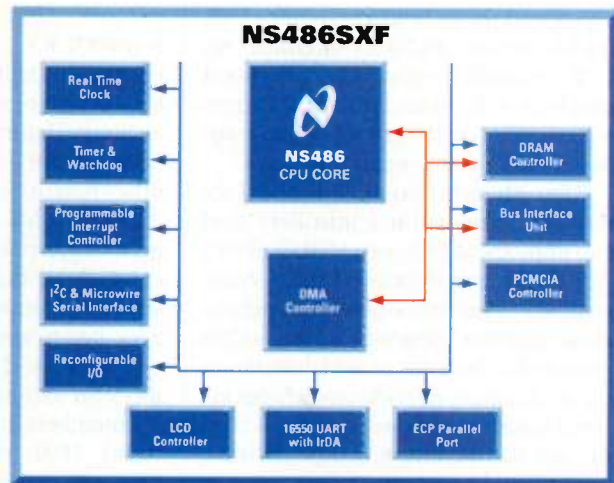 NS486SXF
Real Time
Clock
Timer &
Watchdog
Programmable
Interrupt
Controller
I²C & Microwire
Serial Interface
Reconfigurable
I/O
NS486
CPU CORE
DMA
Controller
DRAM
Controller
Bus Interface
Unit
PCMCIA
Controller
LCD
Controller
16550 UART
with IrDA
ECP Parallel
Port